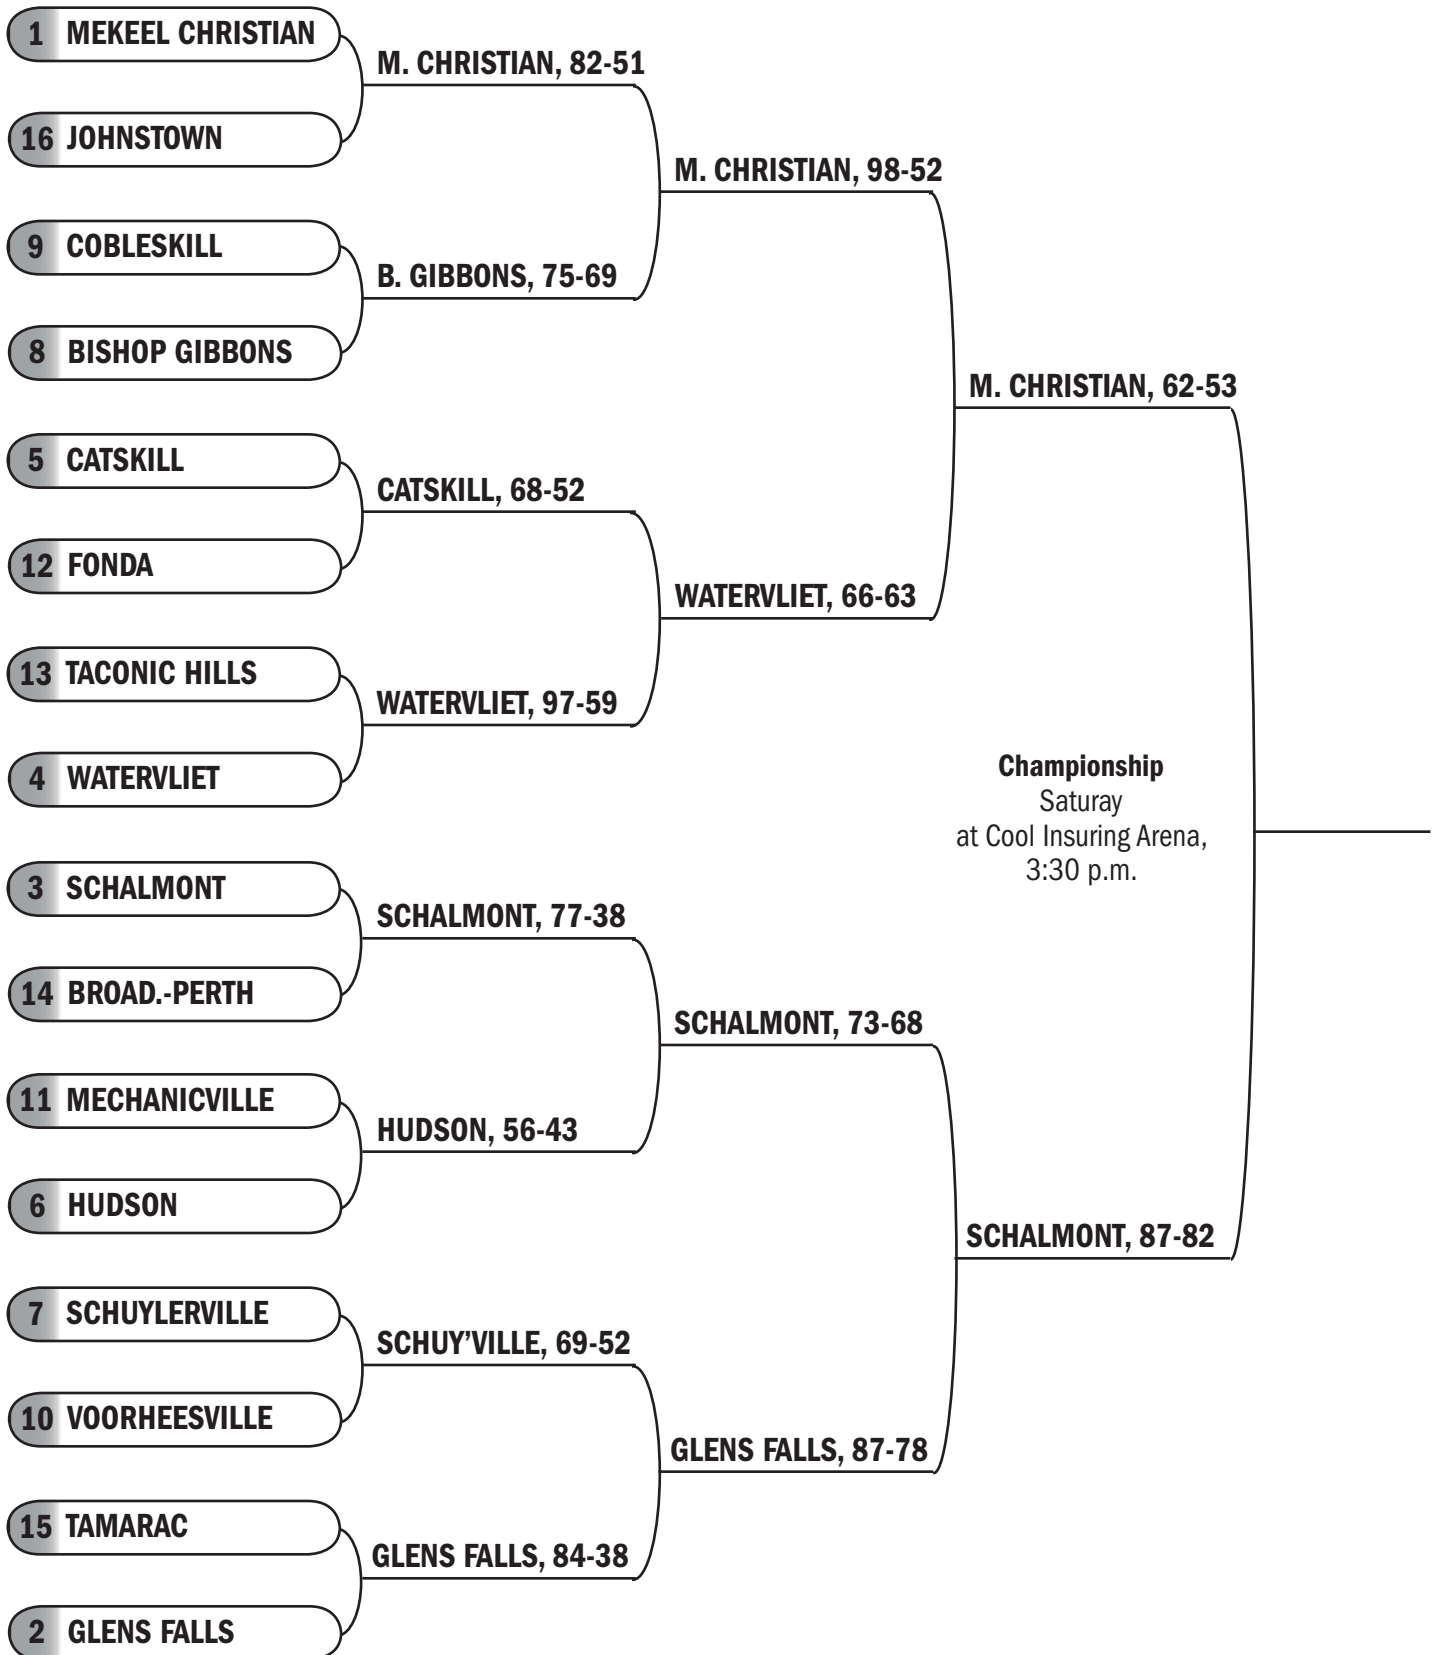 1 MEKEEL CHRISTIAN
M. CHRISTIAN, 82-51
16 JOHNSTOWN
M. CHRISTIAN, 98-52
9 COBLESKILL
B. GIBBONS, 75-69
8 BISHOP GIBBONS
M. CHRISTIAN, 62-53
5 CATSKILL
CATSKILL, 68-52
12 FONDA
WATERVLIET, 66-63
13 TACONIC HILLS
WATERVLIET, 97-59
4 WATERVLIET
Championship
Saturay
at Cool Insuring Arena,
3:30 p.m.
3 SCHALMONT
SCHALMONT, 77-38
14 BROAD.-PERTH
SCHALMONT, 73-68
11 MECHANICVILLE
HUDSON, 56-43
6 HUDSON
SCHALMONT, 87-82
7 SCHUYLERVILLE
SCHUY’VILLE, 69-52
10 VOORHEESVILLE
GLENS FALLS, 87-78
15 TAMARAC
GLENS FALLS, 84-38
2 GLENS FALLS